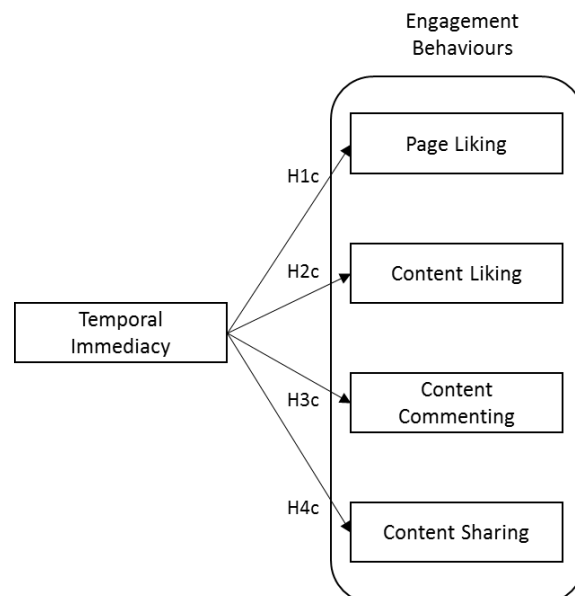 Engagement
Behaviours
Page Liking
H1c
H2c
Content Liking
Temporal
Immediacy
H3c
Content
Commenting
H4c
Content Sharing